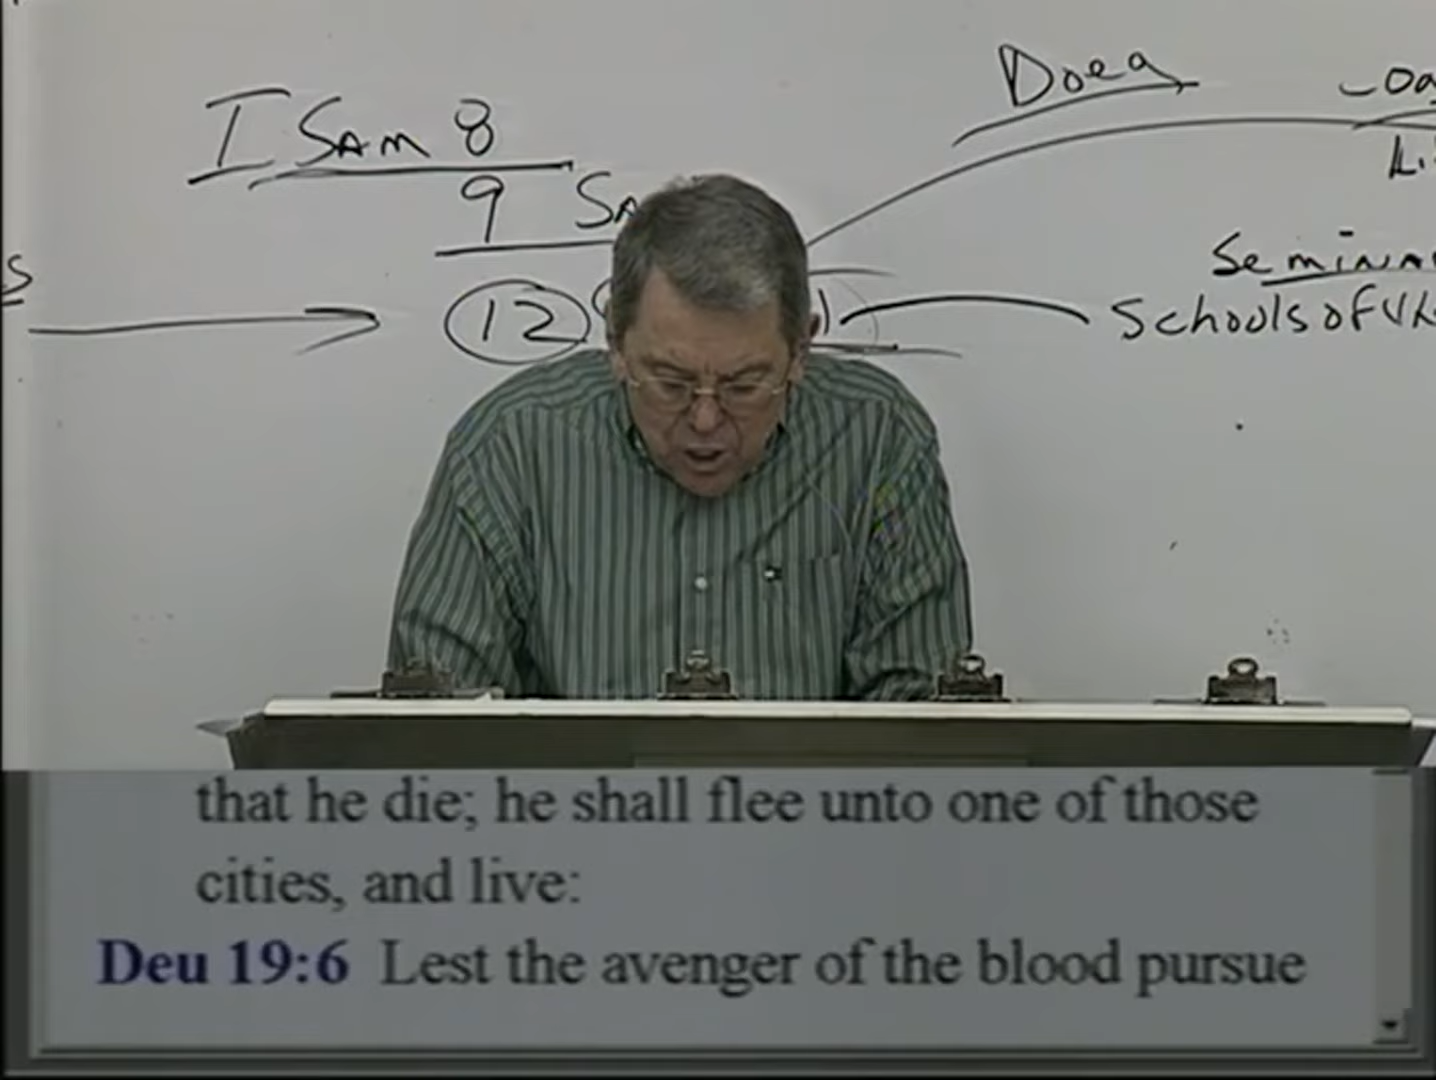 Doeg
I SAM 8
9
12
Schools of
that he die; he shall flee unto one of those
cities, and live:
Deu 19:6 Lest the avenger of the blood pursue